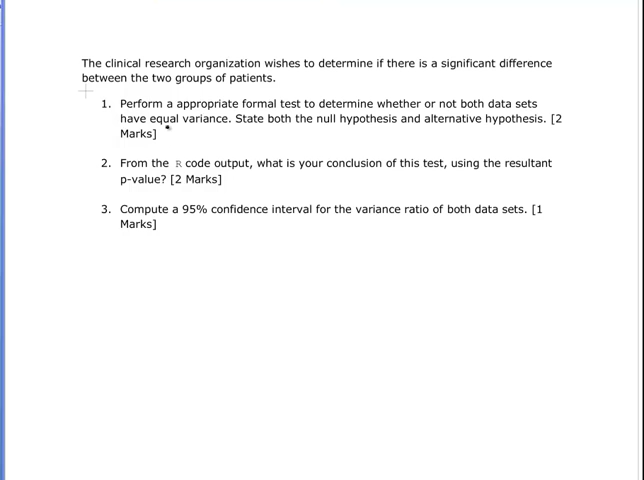 The clinical research organization wishes to determine if there is a significant difference
between the two groups of patients.
1. Perform a appropriate formal test to determine whether or not both data sets
have equal variance. State both the null hypothesis and alternative hypothesis. [2
Marks]
2. From the R code output, what is your conclusion of this test, using the resultant
p-value? [2 Marks]
3. Compute a 95% confidence interval for the variance ratio of both data sets. [1
Marks]